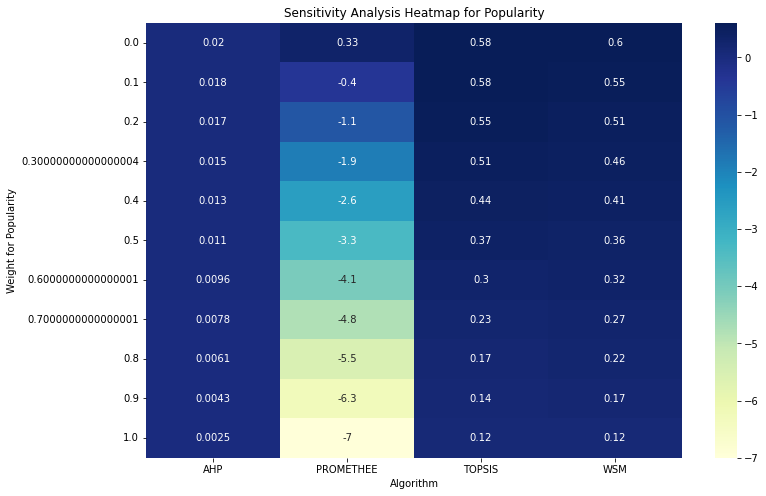 Sensitivity Analysis Heatmap for Popularity
0.0 0.02 0.33 0.58 0.6
0.1 0.018 -0.4 0.58 0.55
0.2 0.017 -1.1 0.55 0.51
0.30000000000000004 0.015 -1.9 0.51 0.46
0.4 0.013 -2.6 0.44 0.41
0.5 0.011 -3.3 0.37 0.36
0.6000000000000001 0.0096 -4.1 0.3 0.32
0.7000000000000001 0.0078 -4.8 0.23 0.27
0.8 0.0061 -5.5 0.17 0.22
0.9 0.0043 -6.3 0.14 0.17
1.0 0.0025 -7 0.12 0.12
AHP PROMETHEE TOPSIS WSM
Algorithm
Weight for Popularity
0
−1
−2
−3
−4
−5
−6
−7